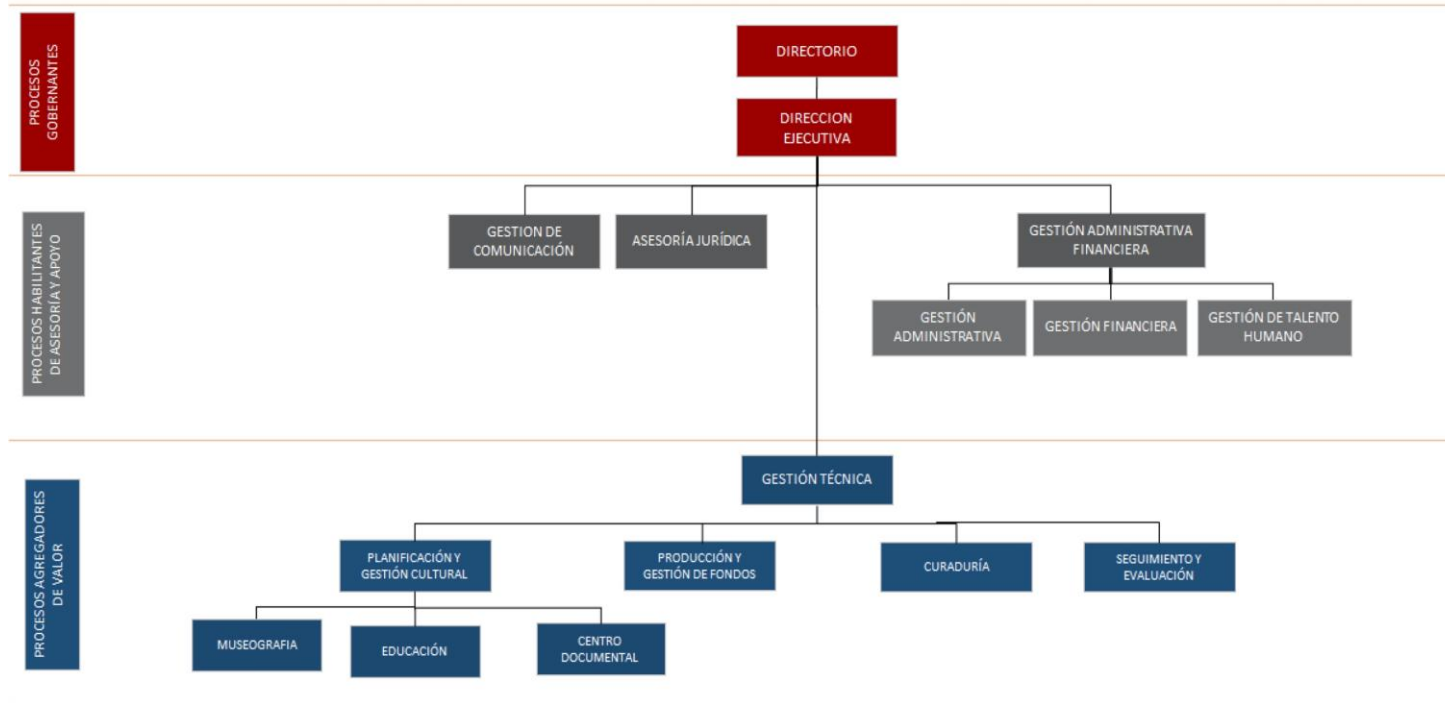 PROCESOS
GOBERNANTES
DIRECTORIO
DIRECCION
EJECUTIVA
PROCESOS HABILITANTES
DE ASESORÍA Y APOYO
GESTION DE
COMUNICACIÓN
ASESORÍA JURÍDICA
GESTIÓN ADMINISTRATIVA
FINANCIERA
GESTIÓN
ADMINISTRATIVA
GESTIÓN FINANCIERA
GESTIÓN DE TALENTO
HUMANO
PROCESOS AGREGADORES
DE VALOR
GESTIÓN TÉCNICA
PLANIFICACIÓN Y
GESTIÓN CULTURAL
PRODUCCIÓN Y
GESTIÓN DE FONDOS
CURADURÍA
SEGUIMIENTO Y
EVALUACIÓN
MUSEOGRAFIA
EDUCACIÓN
CENTRO
DOCUMENTAL